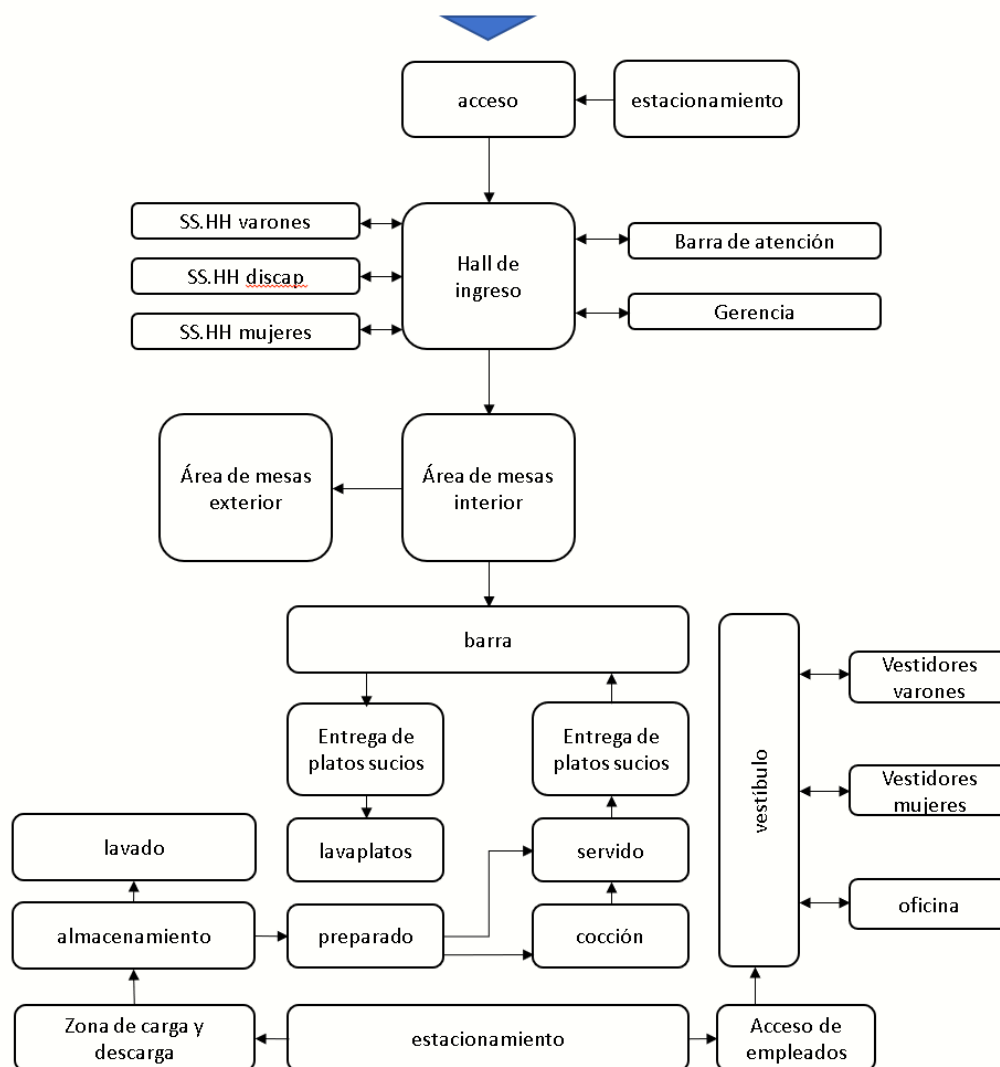 acceso
estacionamiento
SS.HH varones
SS.HH discap
SS.HH mujeres
Hall de
ingreso
Barra de atención
Gerencia
Área de mesas
exterior
Área de mesas
interior
barra
Entrega de
platos sucios
Entrega de
platos sucios
lavaplatos
servido
lavado
almacenamiento
preparado
cocción
Zona de carga y
descarga
estacionamiento
Acceso de
empleados
vestíbulo
Vestidores
varones
Vestidores
mujeres
oficina